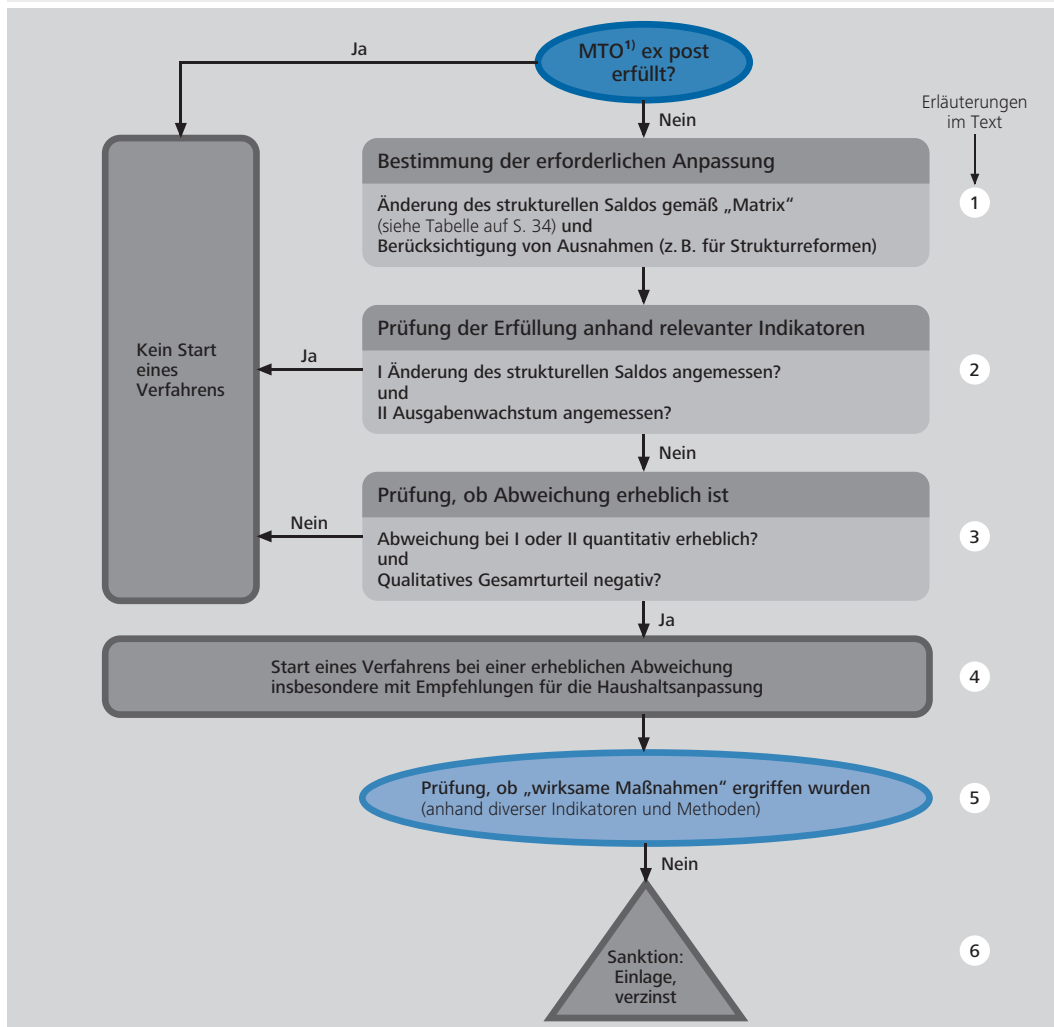 MTO¹⁾ ex post
erfüllt?
Ja
Nein
Erläuterungen
im Text
Bestimmung der erforderlichen Anpassung
Änderung des strukturellen Saldos gemäß „Matrix“
(siehe Tabelle auf S. 34) und
Berücksichtigung von Ausnahmen (z. B. für Strukturreformen)
1
Prüfung der Erfüllung anhand relevanter Indikatoren
I Änderung des strukturellen Saldos angemessen?
und
II Ausgabenwachstum angemessen?
2
Kein Start
eines
Verfahrens
Ja
Nein
Prüfung, ob Abweichung erheblich ist
Abweichung bei I oder II quantitativ erheblich?
und
Qualitatives Gesamrturteil negativ?
3
Nein
Ja
Start eines Verfahrens bei einer erheblichen Abweichung
insbesondere mit Empfehlungen für die Haushaltsanpassung
4
Prüfung, ob „wirksame Maßnahmen“ ergriffen wurden
(anhand diverser Indikatoren und Methoden)
5
Nein
Sanktion:
Einlage,
verzinst
6